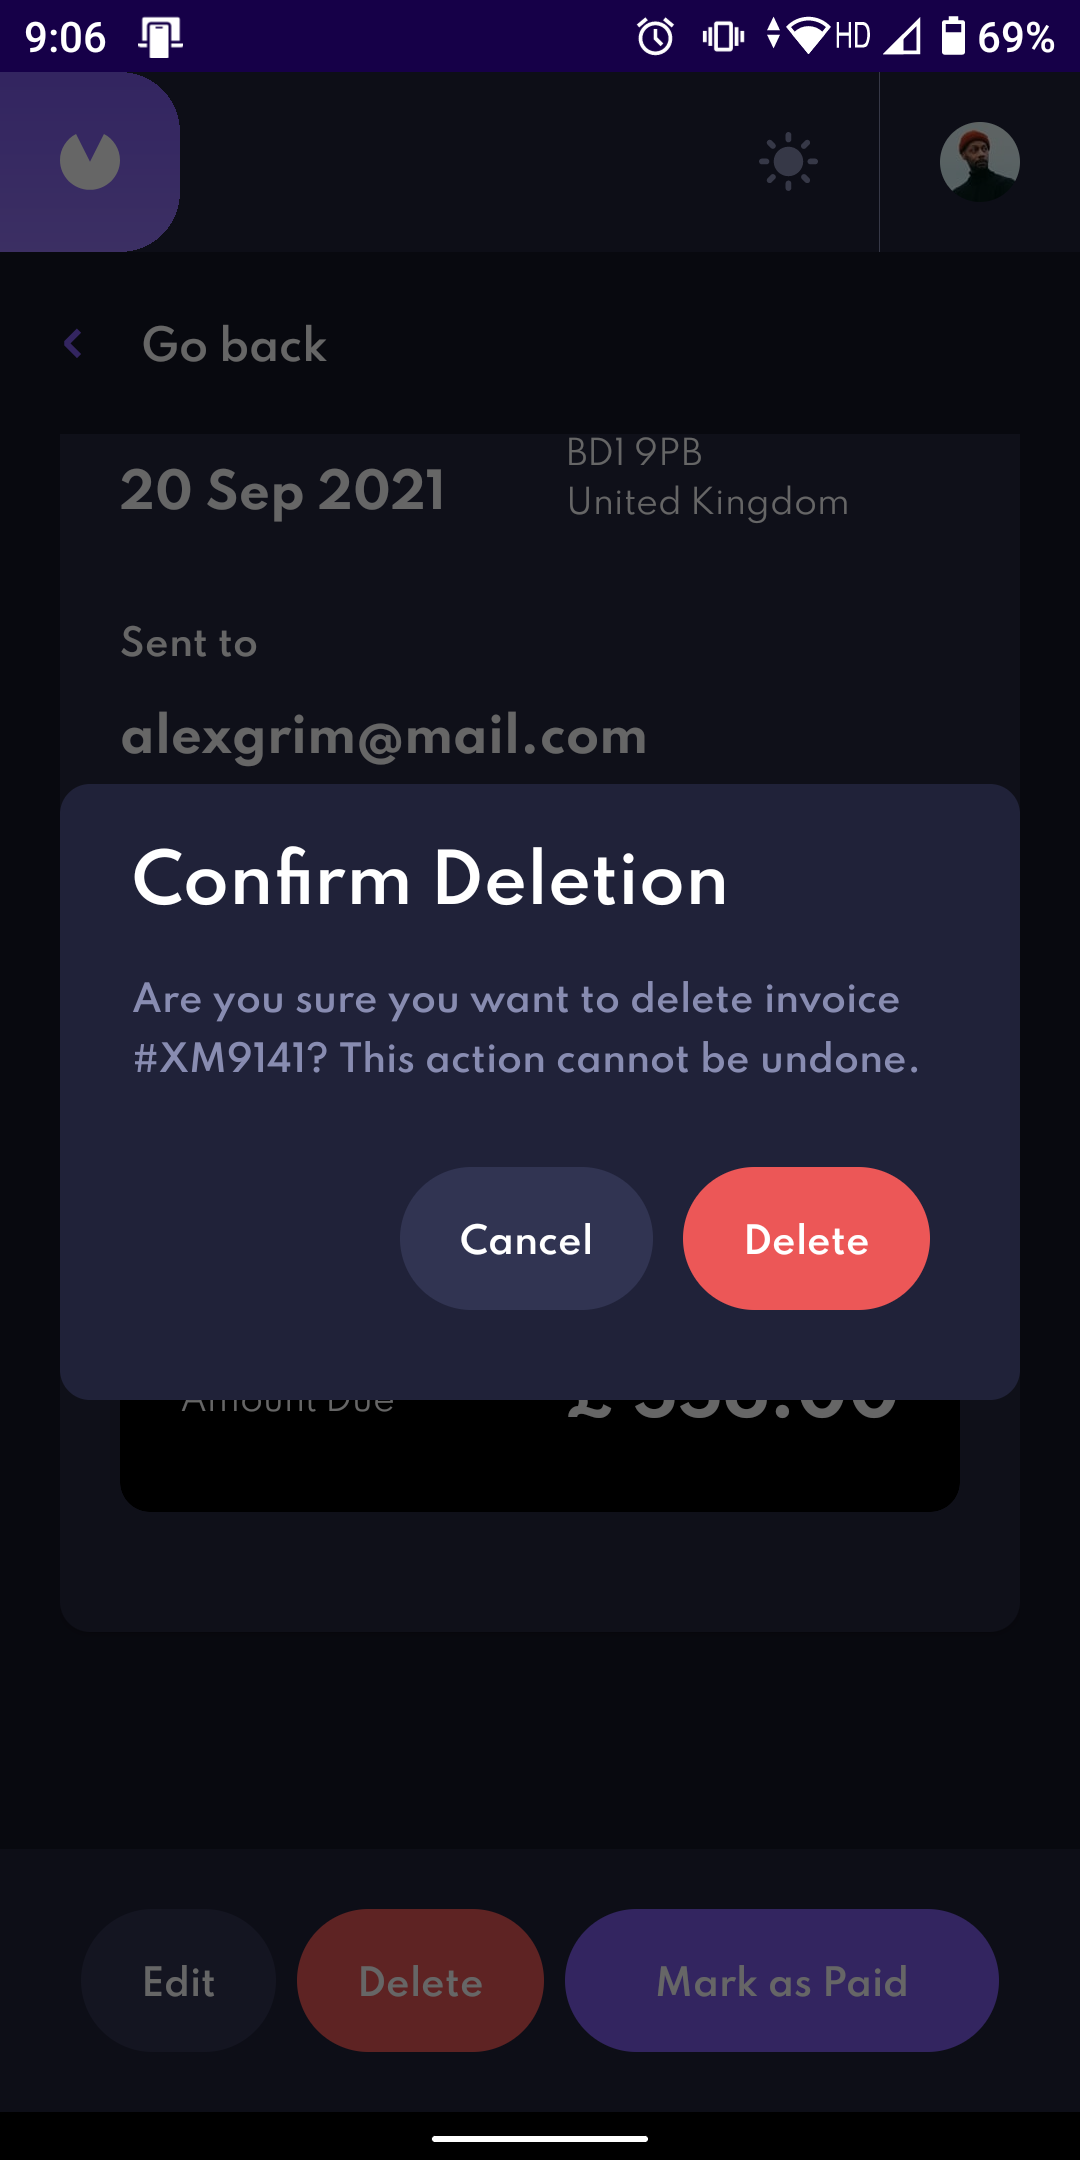 9:06
HD
69%
Go back
20 Sep 2021
BD1 9PB
United Kingdom
Sent to
alexgrim@mail.com
Confirm Deletion
Are you sure you want to delete invoice
#XM9141? This action cannot be undone.
Cancel
Delete
Amount Due
Edit
Delete
Mark as Paid